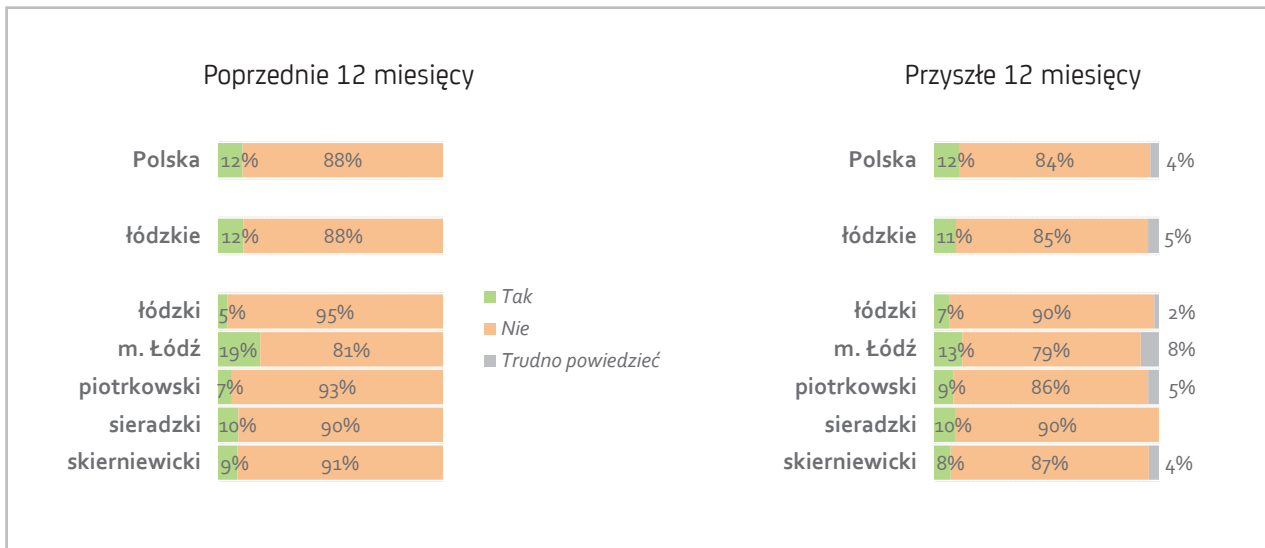 Poprzednie 12 miesięcy
Polska 12% 88%
łódzkie 12% 88%
łódzki 5% 95%
m. Łódź 19% 81%
piotrkowski 7% 93%
sieradzki 10% 90%
skierniewicki 9% 91%
Tak
Nie
Trudno powiedzieć
Przyszłe 12 miesięcy
Polska 12% 84% 4%
łódzkie 11% 85% 5%
łódzki 7% 90% 2%
m. Łódź 13% 79% 8%
piotrkowski 9% 86% 5%
sieradzki 10% 90%
skierniewicki 8% 87% 4%